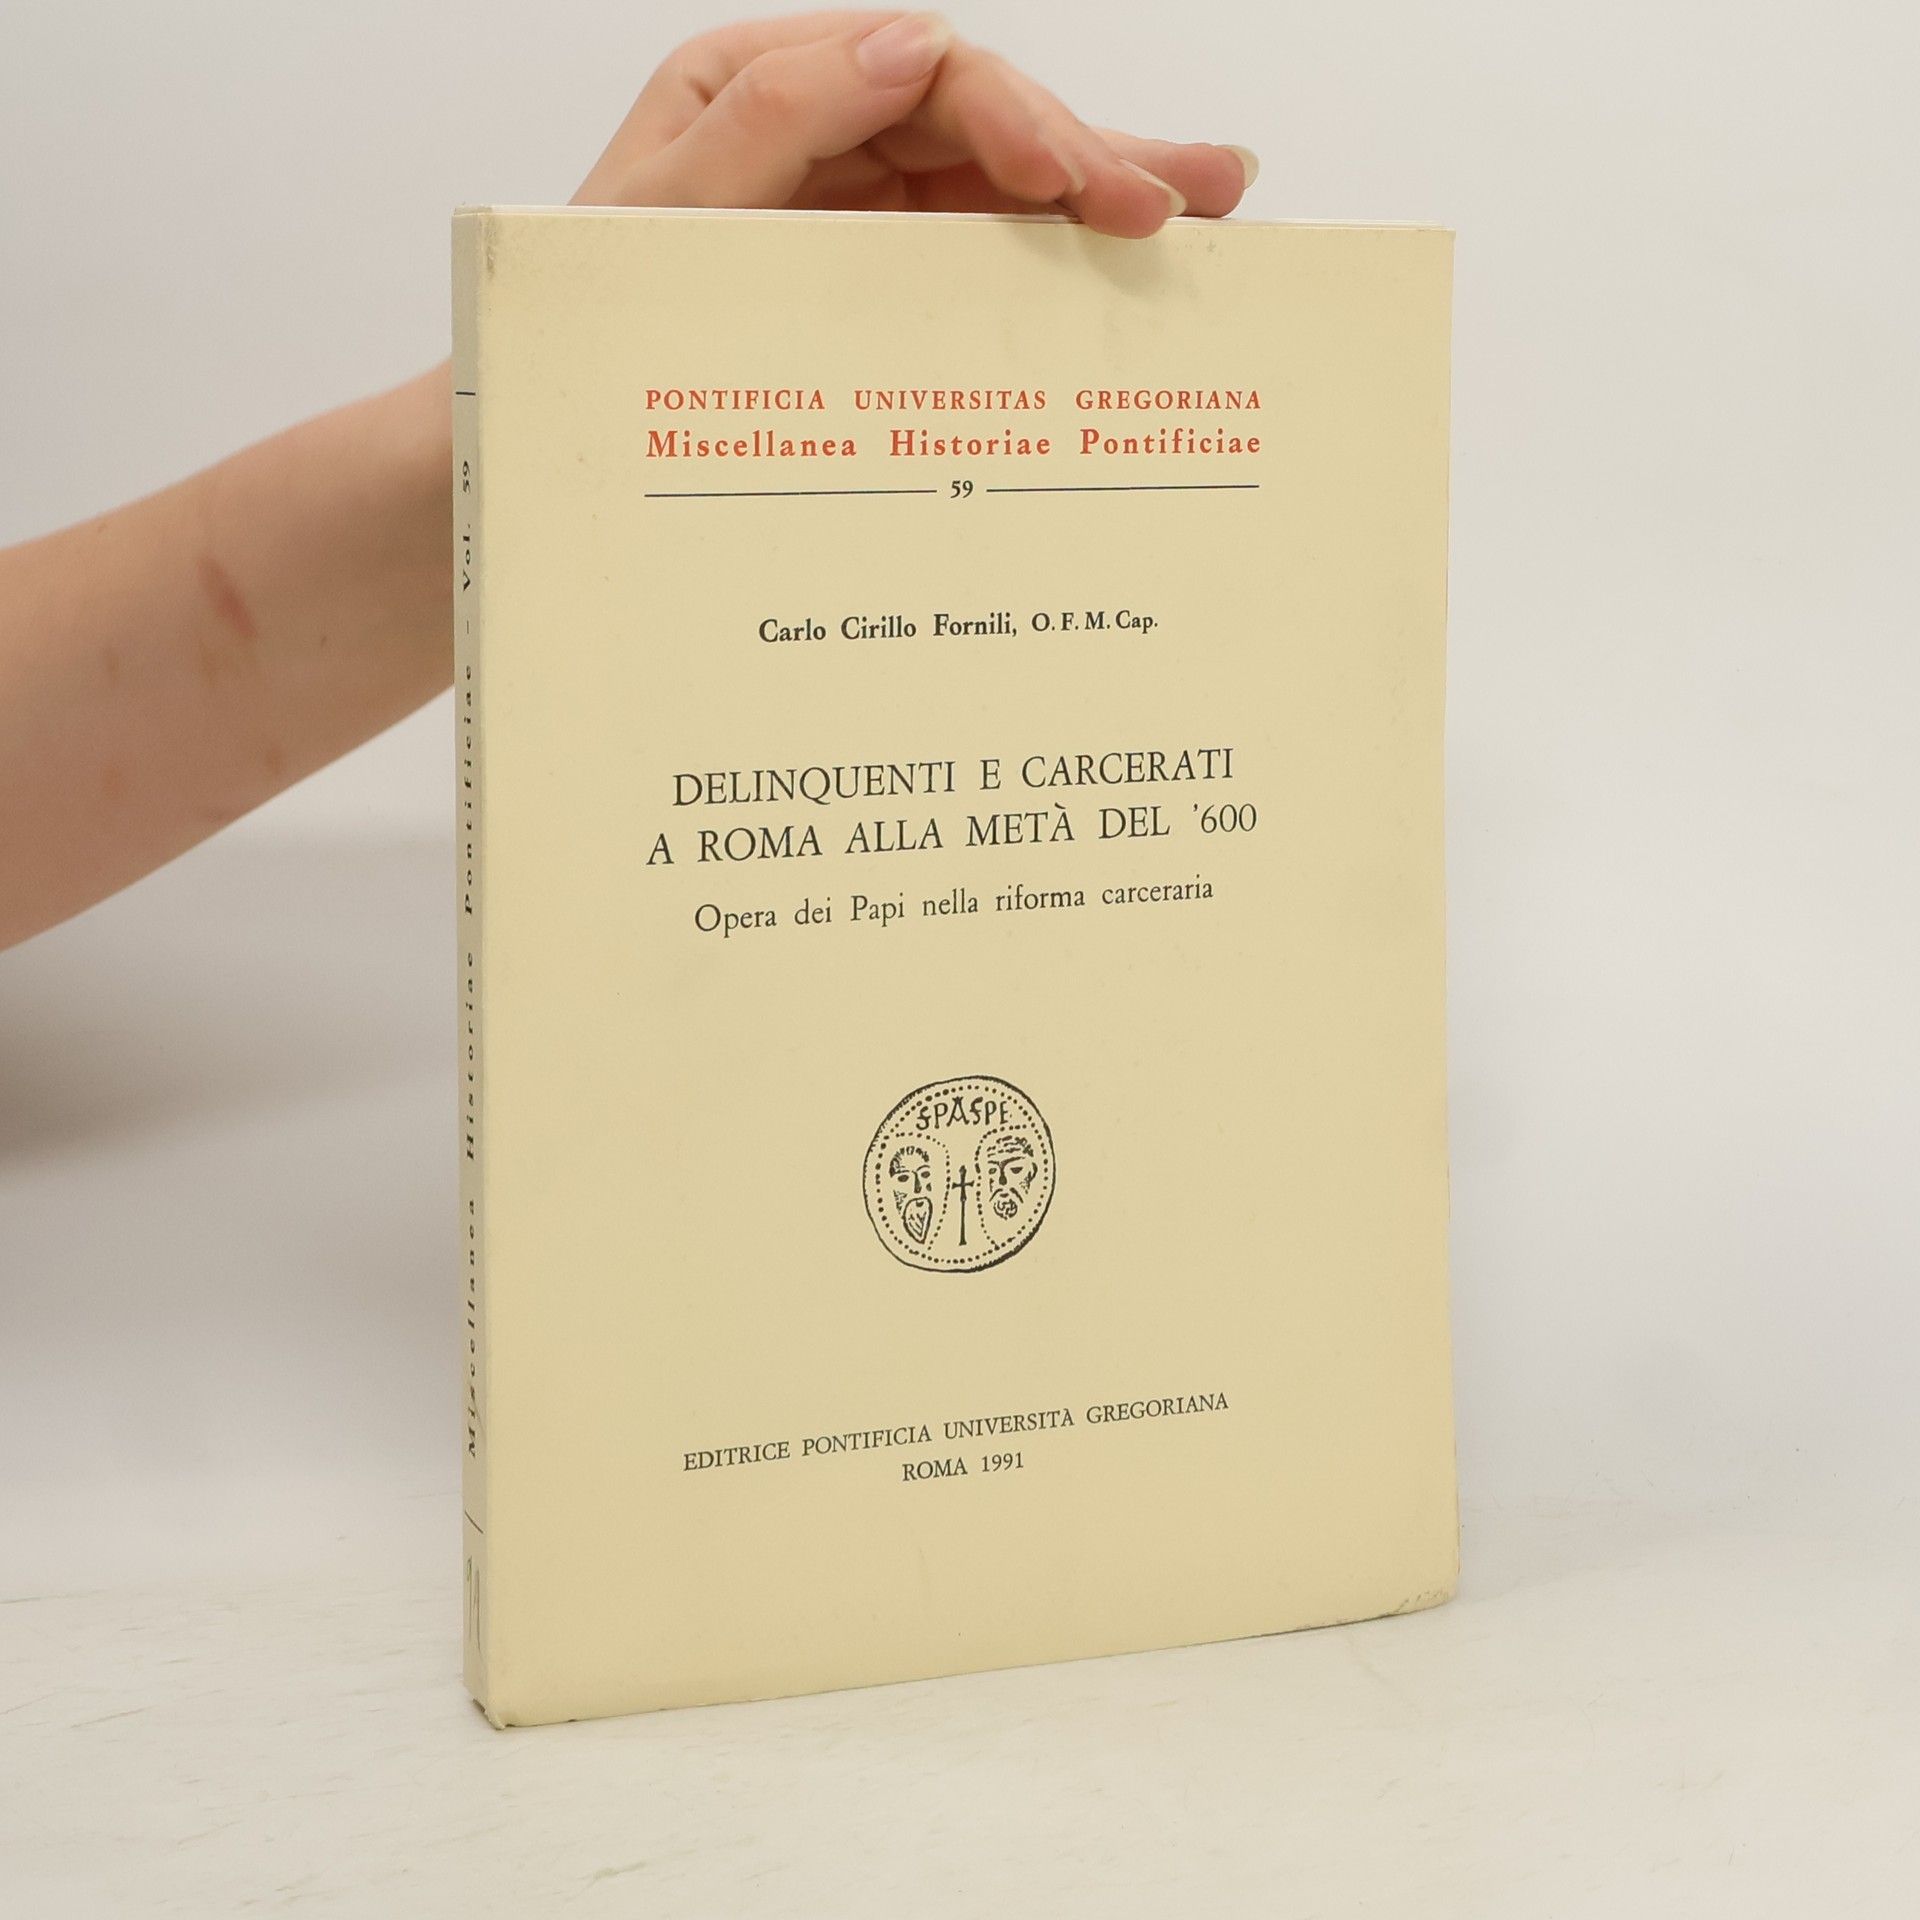 PONTIFICIA UNIVERSITAS GREGORIANA
Miscellanea Historiae Pontificiae
59
Carlo Cirillo Fornili, O. F. M. Cap.
DELINQUENTI E CARCERATI
A ROMA ALLA METÀ DEL '600
Opera dei Papi nella riforma carceraria
SPASPE
EDITRICE PONTIFICIA UNIVERSITÀ GREGORIANA
ROMA 1991
Miscellanea Historiae Pontificiae – Vol. 59